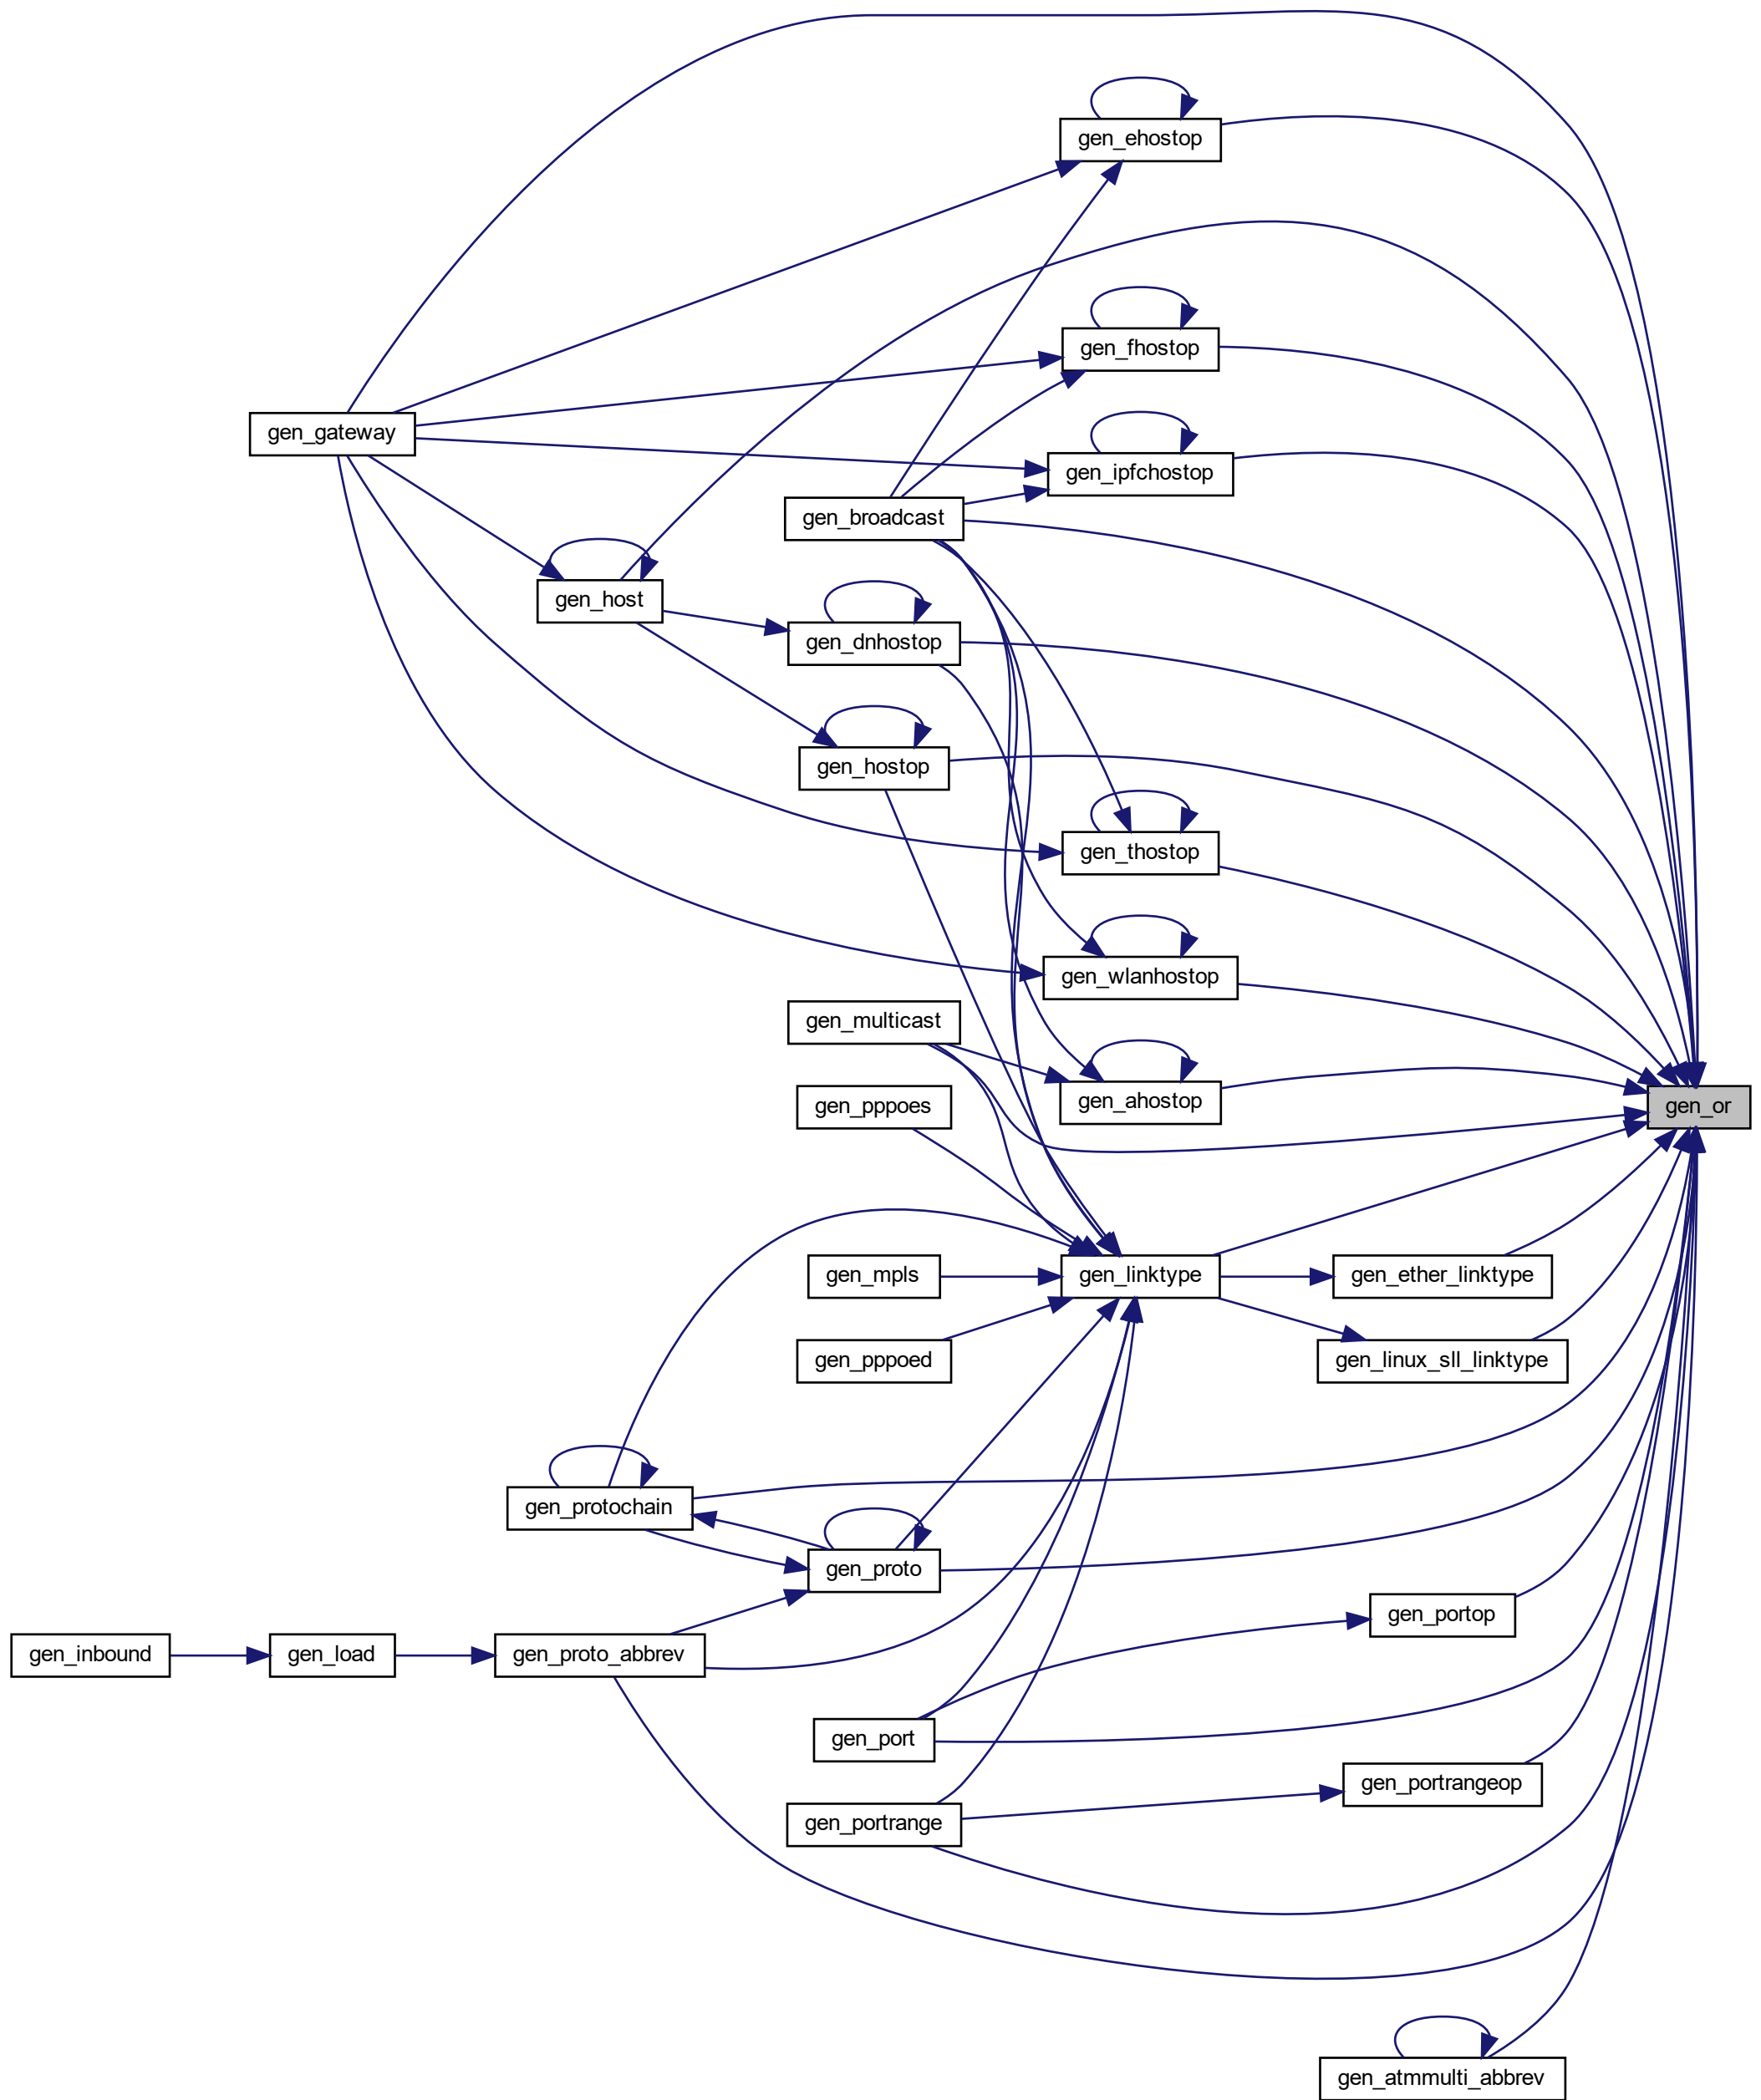 gen_ehostop
gen_fhostop
gen_gateway
gen_ipfchostop
gen_broadcast
gen_host
gen_dnhostop
gen_hostop
gen_thostop
gen_wlanhostop
gen_multicast
gen_ahostop
gen_or
gen_pppoes
gen_mpls
gen_linktype
gen_ether_linktype
gen_pppoed
gen_linux_sll_linktype
gen_protochain
gen_proto
gen_portop
gen_inbound
gen_load
gen_proto_abbrev
gen_port
gen_portrangeop
gen_portrange
gen_atmmulti_abbrev